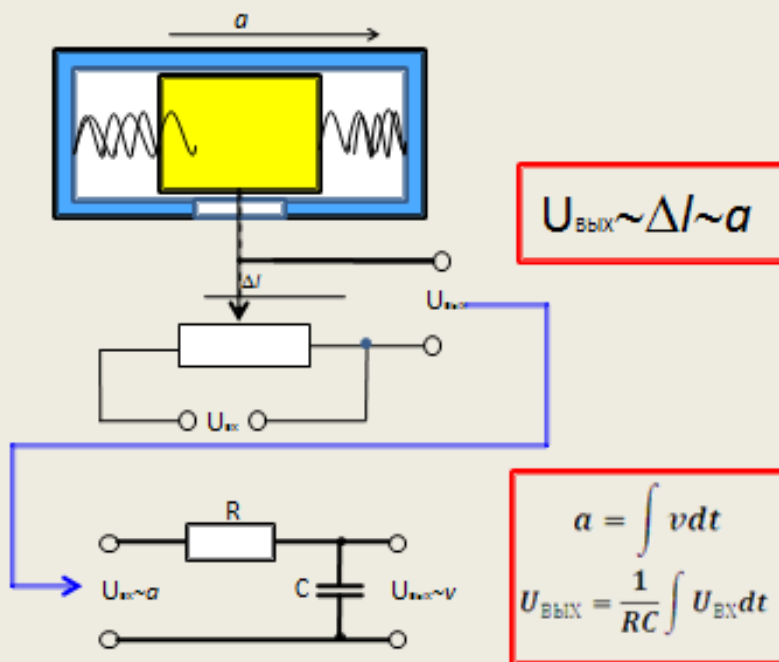 a
Uвых~Δl~a
Δl
Uвых
Uвх
R
C
Uвх~a
Uвых~v
a = ∫ vdt
Uвых = 1/RC ∫ Uвхdt